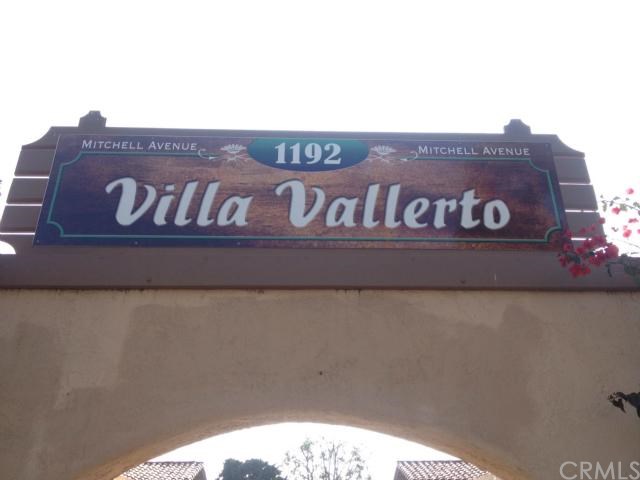 MITCHELL AVENUE 1192 MITCHELL AVENUE
Villa Vallerto
CRMLS